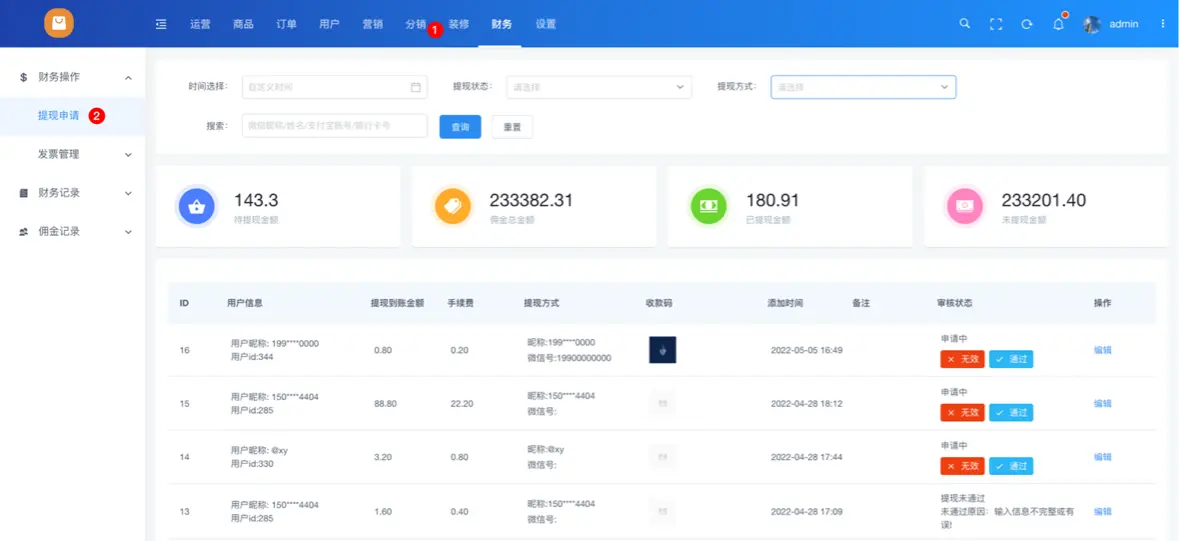 运营 商品 订单 用户 营销 分销 1 装修 财务 设置 admin
$ 财务操作
提现申请 2
发票管理
财务记录
佣金记录
时间选择: 自定义时间 提现状态: 请选择 提现方式: 请选择
搜索: 微信昵称/姓名/支付宝账号/银行卡号 查询 重置
143.3
待提现金额
233382.31
佣金总金额
180.91
已提现金额
233201.40
未提现金额
ID 用户信息 提现到账金额 手续费 提现方式 收款码 添加时间 备注 审核状态 操作
16 用户昵称: 199****0000
用户id:344
0.80 0.20 昵称:199****0000
微信号:19900000000
2022-05-05 16:49 申请中
× 无效 ✓ 通过
编辑
15 用户昵称: 150****4404
用户id:285
88.80 22.20 昵称:150****4404
微信号:
2022-04-28 18:12 申请中
× 无效 ✓ 通过
编辑
14 用户昵称: @xy
用户id:330
3.20 0.80 昵称:@xy
微信号:
2022-04-28 17:44 申请中
× 无效 ✓ 通过
编辑
13 用户昵称: 150****4404
用户id:285
1.60 0.40 昵称:150****4404
微信号:
2022-04-28 17:09 提现未通过
未通过原因: 输入信息不完整或有
误!
编辑